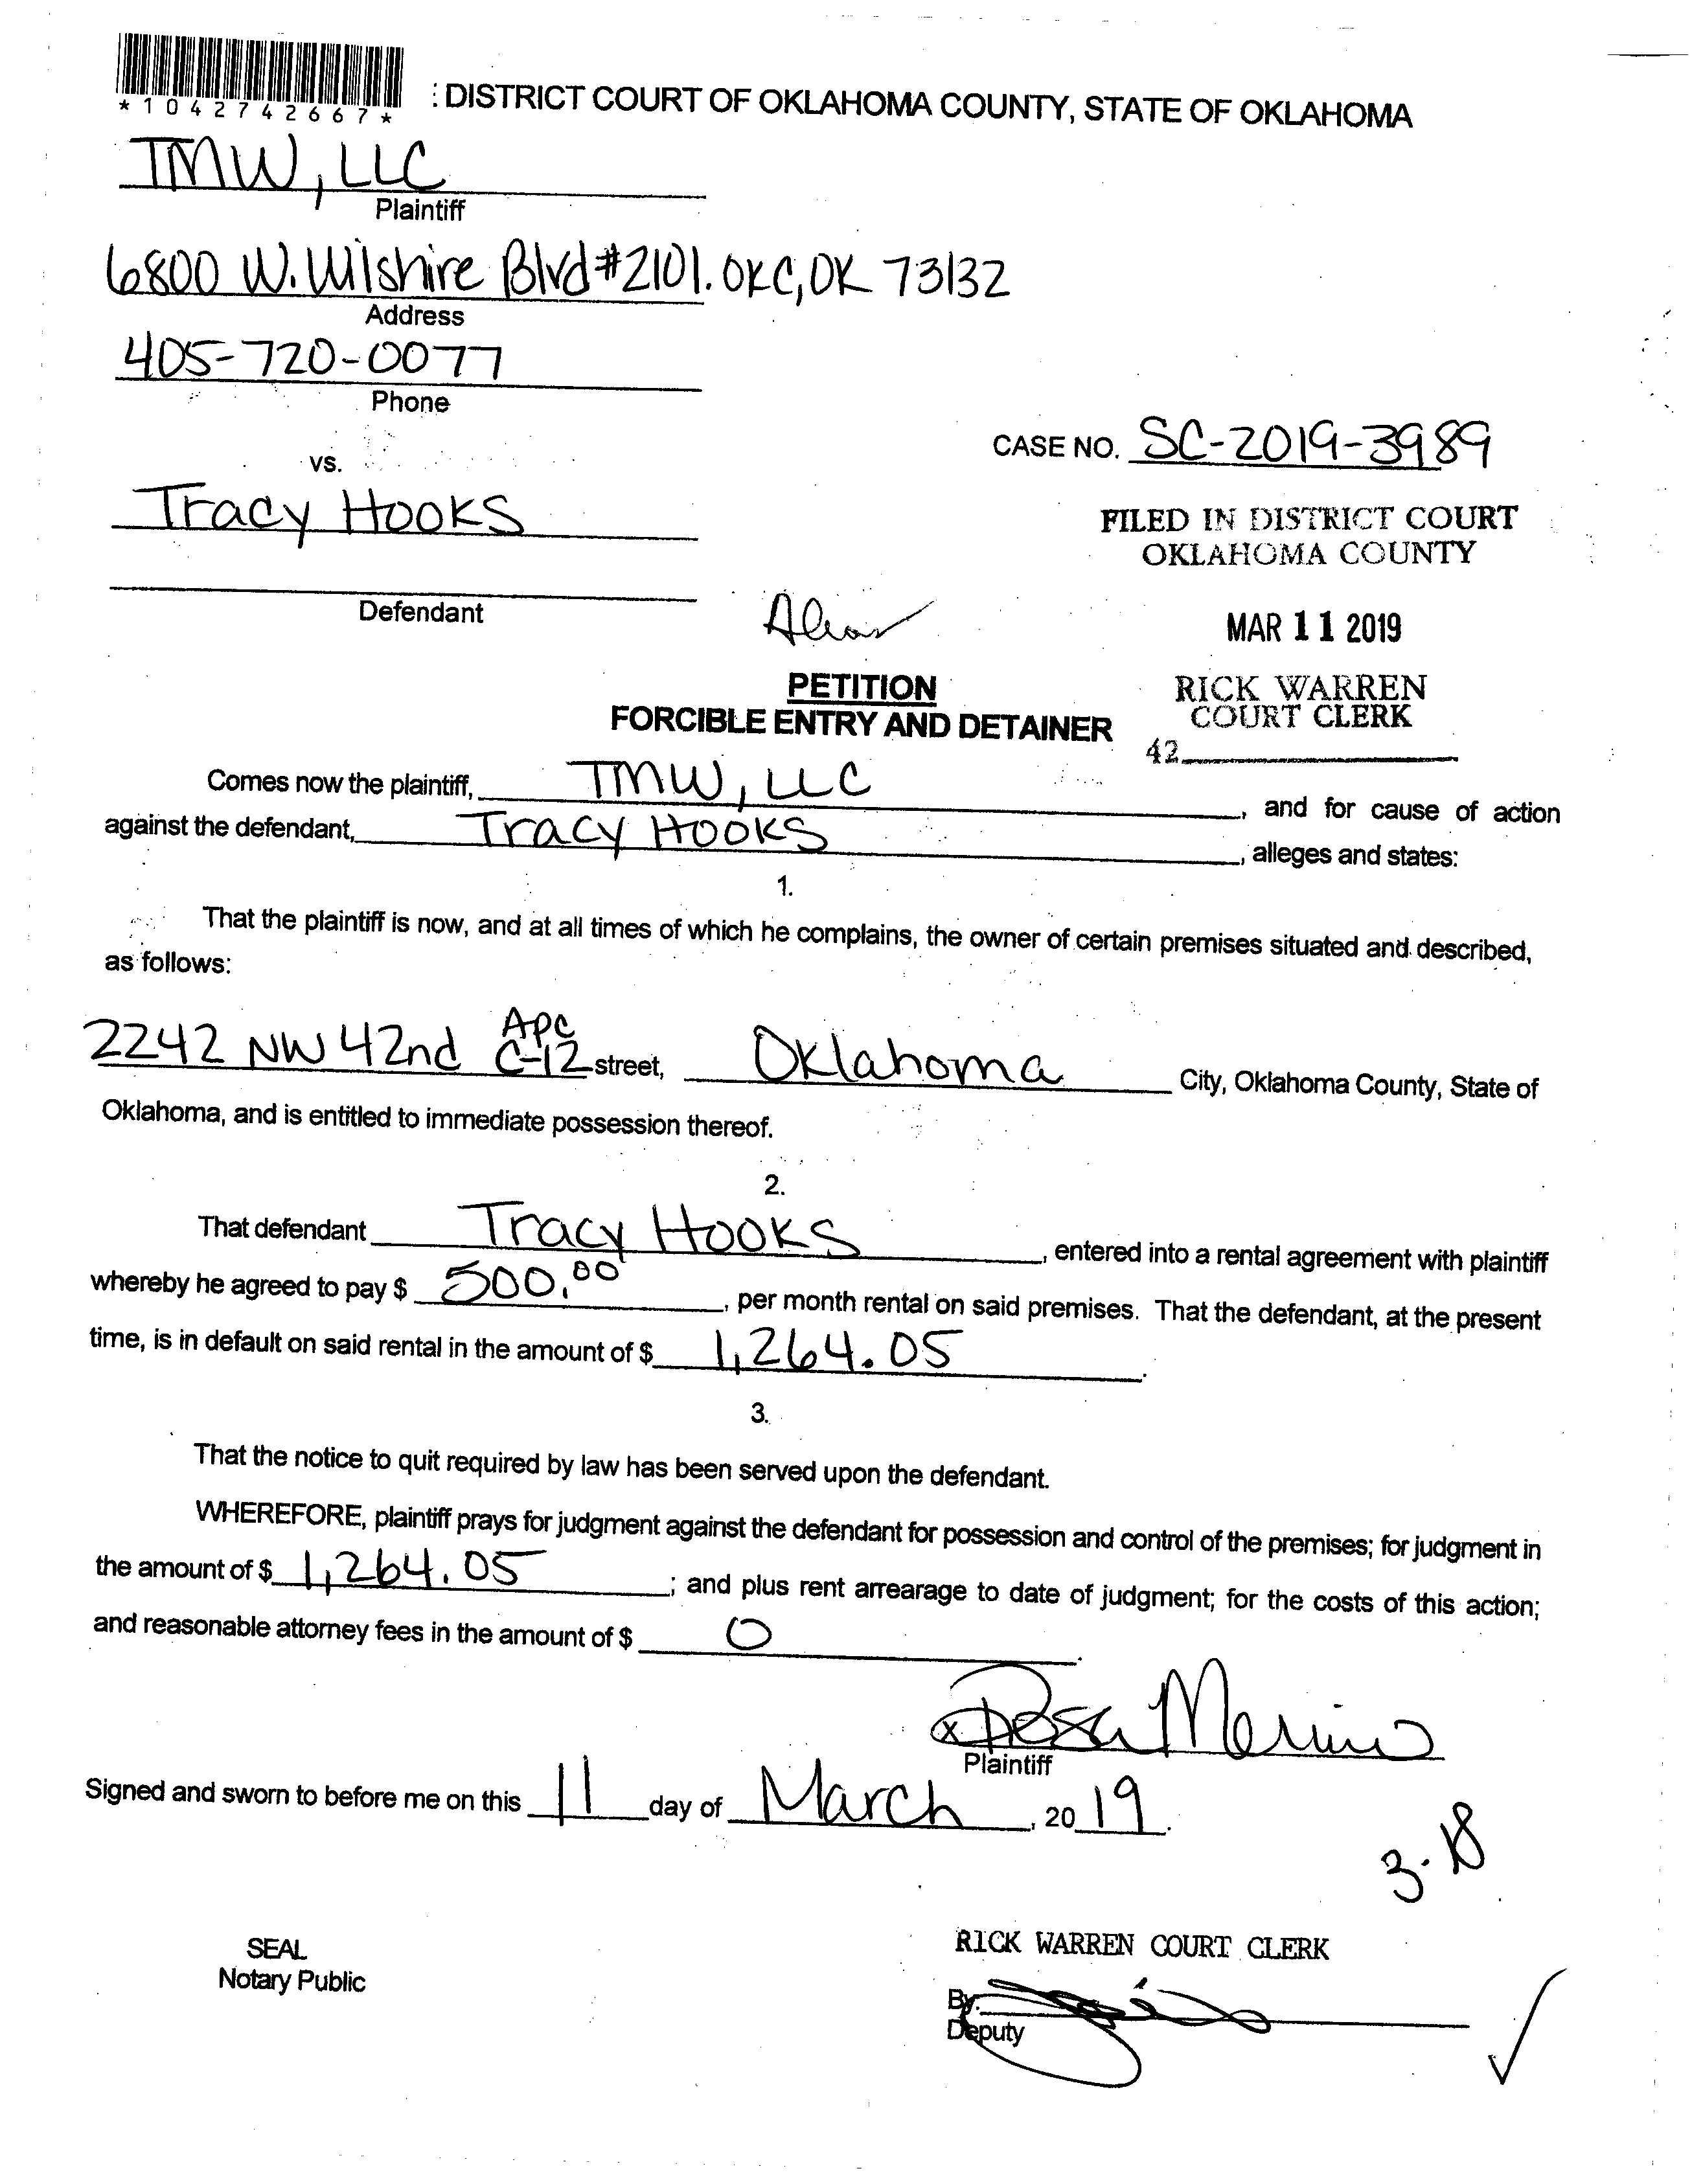 *1042742667*
: DISTRICT COURT OF OKLAHOMA COUNTY, STATE OF OKLAHOMA
TMW, LLC
Plaintiff
6800 W. Wilshire Blvd #2101. OKC, OK 73132
Address
405-720-0077
Phone
CASE NO. SC-2019-3989
vs.
Tracy Hooks
FILED IN DISTRICT COURT
OKLAHOMA COUNTY
Defendant
MAR 11 2019
PETITION
FORCIBLE ENTRY AND DETAINER
RICK WARREN
COURT CLERK
42
Comes now the plaintiff, TMW, LLC, and for cause of action
against the defendant, Tracy Hooks, alleges and states:
1.
That the plaintiff is now, and at all times of which he complains, the owner of certain premises situated and described,
as follows:
2242 NW 42nd C-12 street, Oklahoma City, Oklahoma County, State of
Oklahoma, and is entitled to immediate possession thereof.
2.
That defendant Tracy Hooks, entered into a rental agreement with plaintiff
whereby he agreed to pay $ 500.00, per month rental on said premises. That the defendant, at the present
time, is in default on said rental in the amount of $ 1,264.05.
3.
That the notice to quit required by law has been served upon the defendant.
WHEREFORE, plaintiff prays for judgment against the defendant for possession and control of the premises; for judgment in
the amount of $ 1,264.05; and plus rent arrearage to date of judgment; for the costs of this action;
and reasonable attorney fees in the amount of $ 0.
x Merino
Plaintiff
Signed and sworn to before me on this 11 day of March, 2019.
3-18
SEAL
Notary Public
RICK WARREN COURT CLERK
By:
Deputy